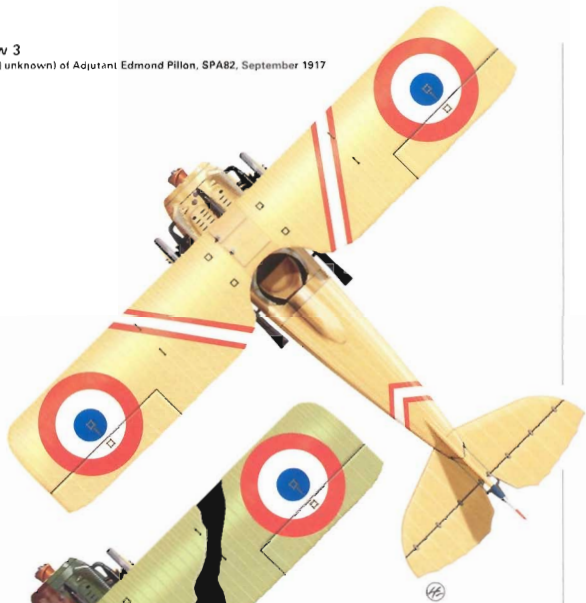 w 3
unknown) of Adjutant Edmond Pillon, SPA82, September 1917